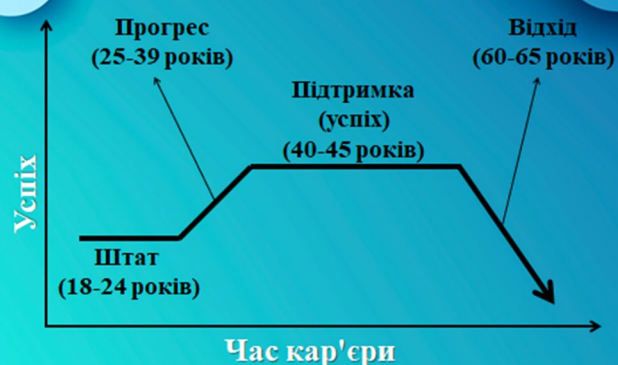 Прогрес
(25-39 років)
Відхід
(60-65 років)
Підтримка
(успіх)
(40-45 років)
Успіх
Штат
(18-24 років)
Час кар'єри